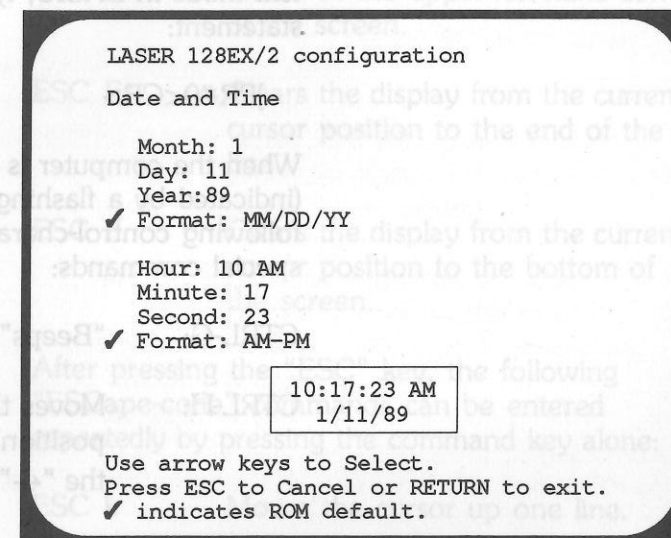 LASER 128EX/2 configuration
Date and Time
Month: 1
Day: 11
Year:89
✓ Format: MM/DD/YY
Hour: 10 AM
Minute: 17
Second: 23
✓ Format: AM-PM
10:17:23 AM
1/11/89
Use arrow keys to Select.
Press ESC to Cancel or RETURN to exit.
✓ indicates ROM default.